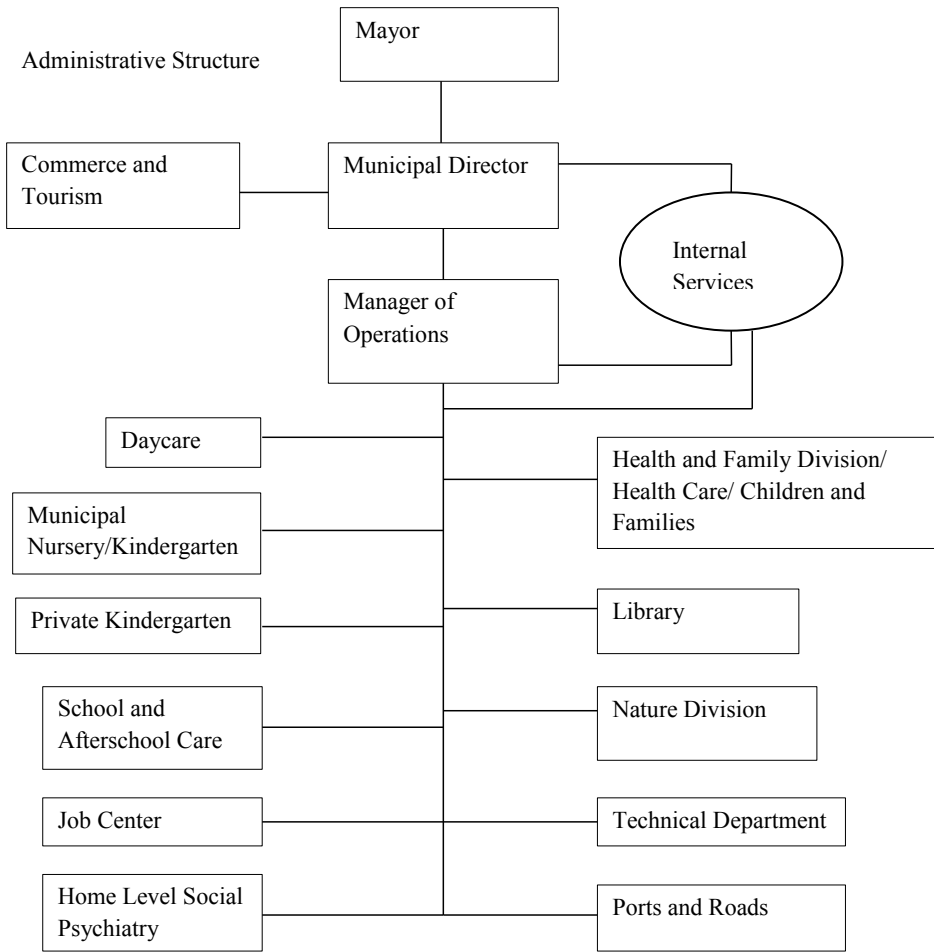 Mayor
Administrative Structure
Commerce and
Tourism
Municipal Director
Internal
Services
Manager of
Operations
Daycare
Health and Family Division/
Health Care/ Children and
Families
Municipal
Nursery/Kindergarten
Private Kindergarten
Library
School and
Afterschool Care
Nature Division
Job Center
Technical Department
Home Level Social
Psychiatry
Ports and Roads